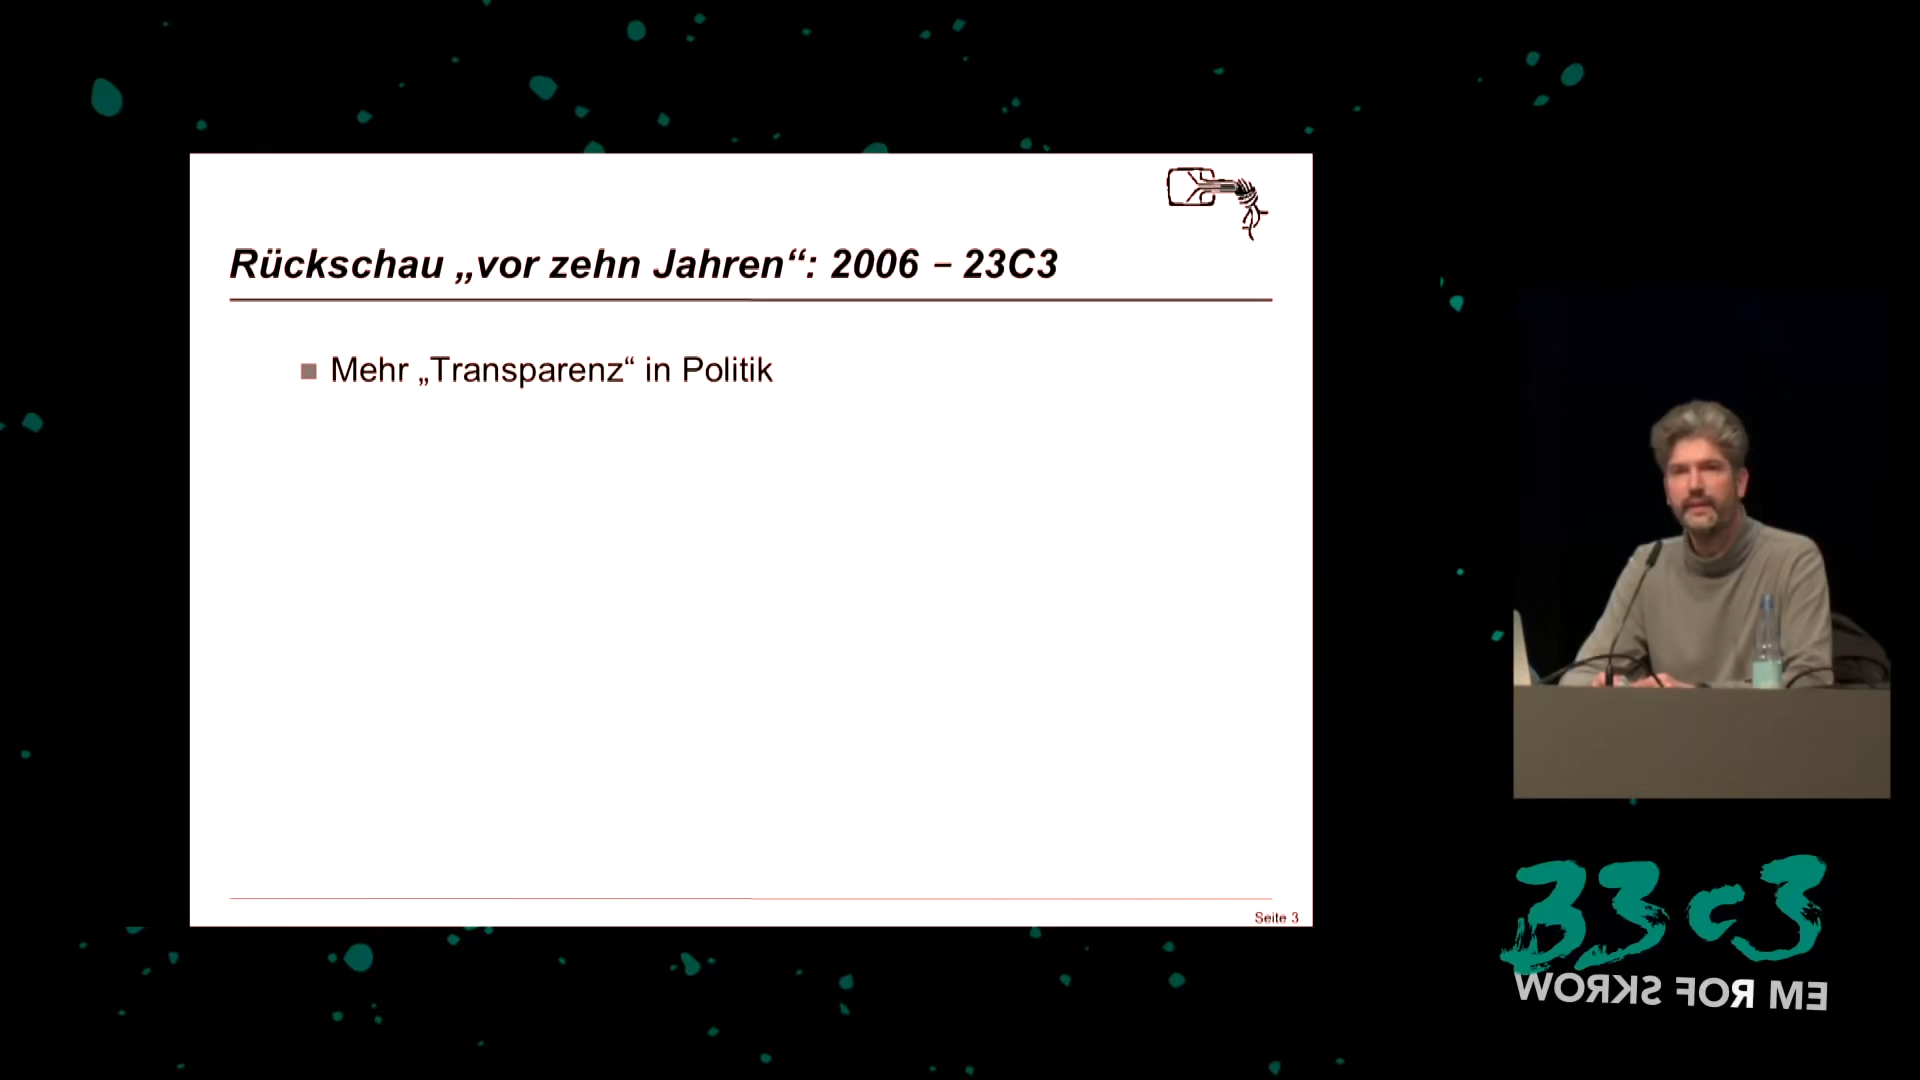 Rückschau „vor zehn Jahren“: 2006 – 23C3
Mehr „Transparenz“ in Politik
Seite 3
33c3
WORKS FOR ME